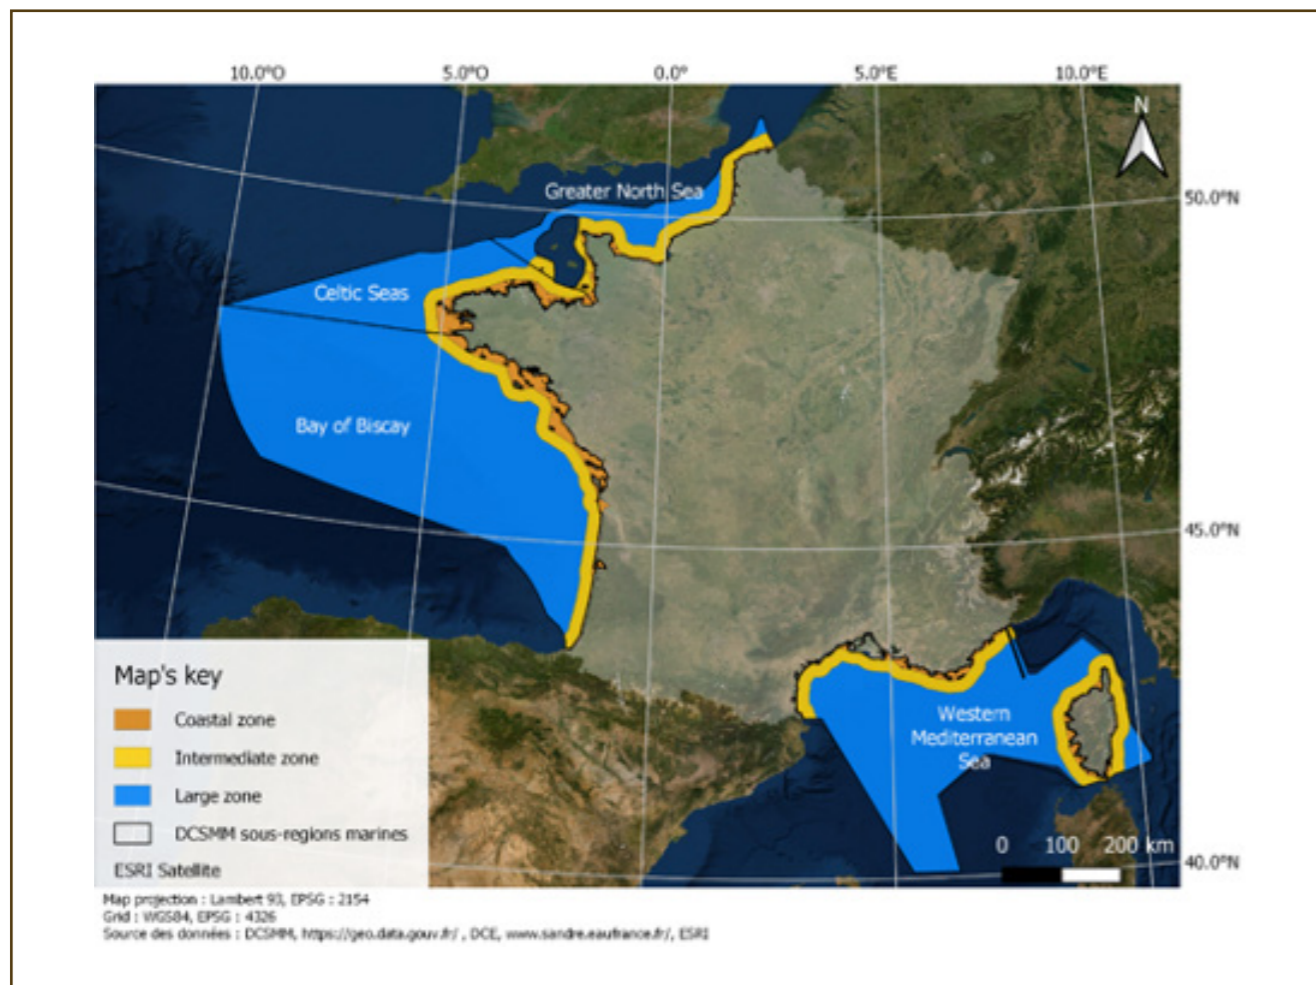 10.0°O 5.0°O 0.0° 5.0°E 10.0°E
N
50.0°N
Greater North Sea
Celtic Seas
Bay of Biscay
45.0°N
Map's key
Coastal zone
Intermediate zone
Large zone
DCSMM sous-regions marines
ESRI Satellite
Western
Mediterranean
Sea
0 100 200 km
40.0°N
Map projection : Lambert 93, EPSG : 2154
Grid : WGS84, EPSG : 4326
Source des données : DCSMM, https://geo.data.gouv.fr/ , DCE, www.sandre.eaufrance.fr/, ESRI